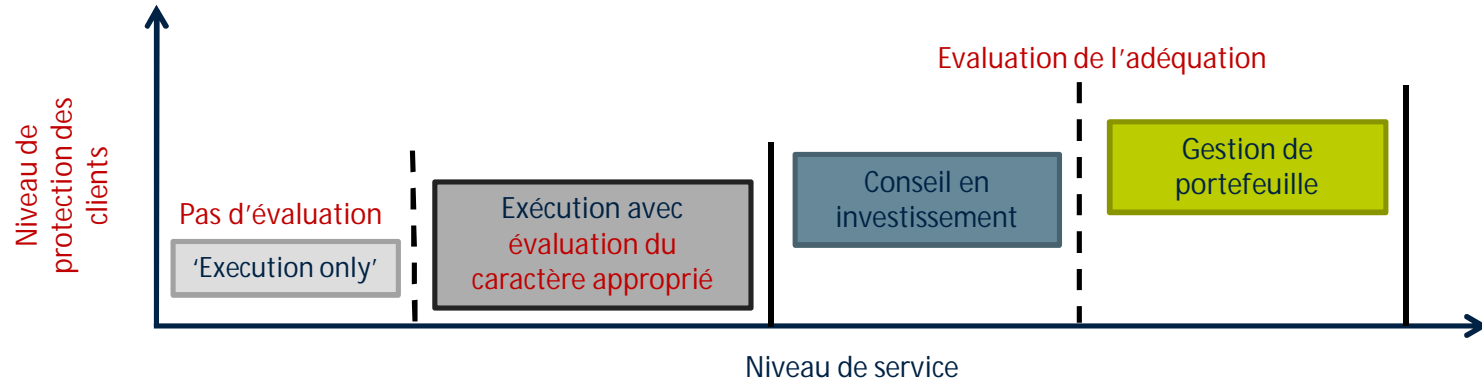 Niveau de
protection des
clients
Pas d'évaluation
'Execution only'
Exécution avec
évaluation du
caractère approprié
Evaluation de l'adéquation
Conseil en
investissement
Gestion de
portefeuille
Niveau de service